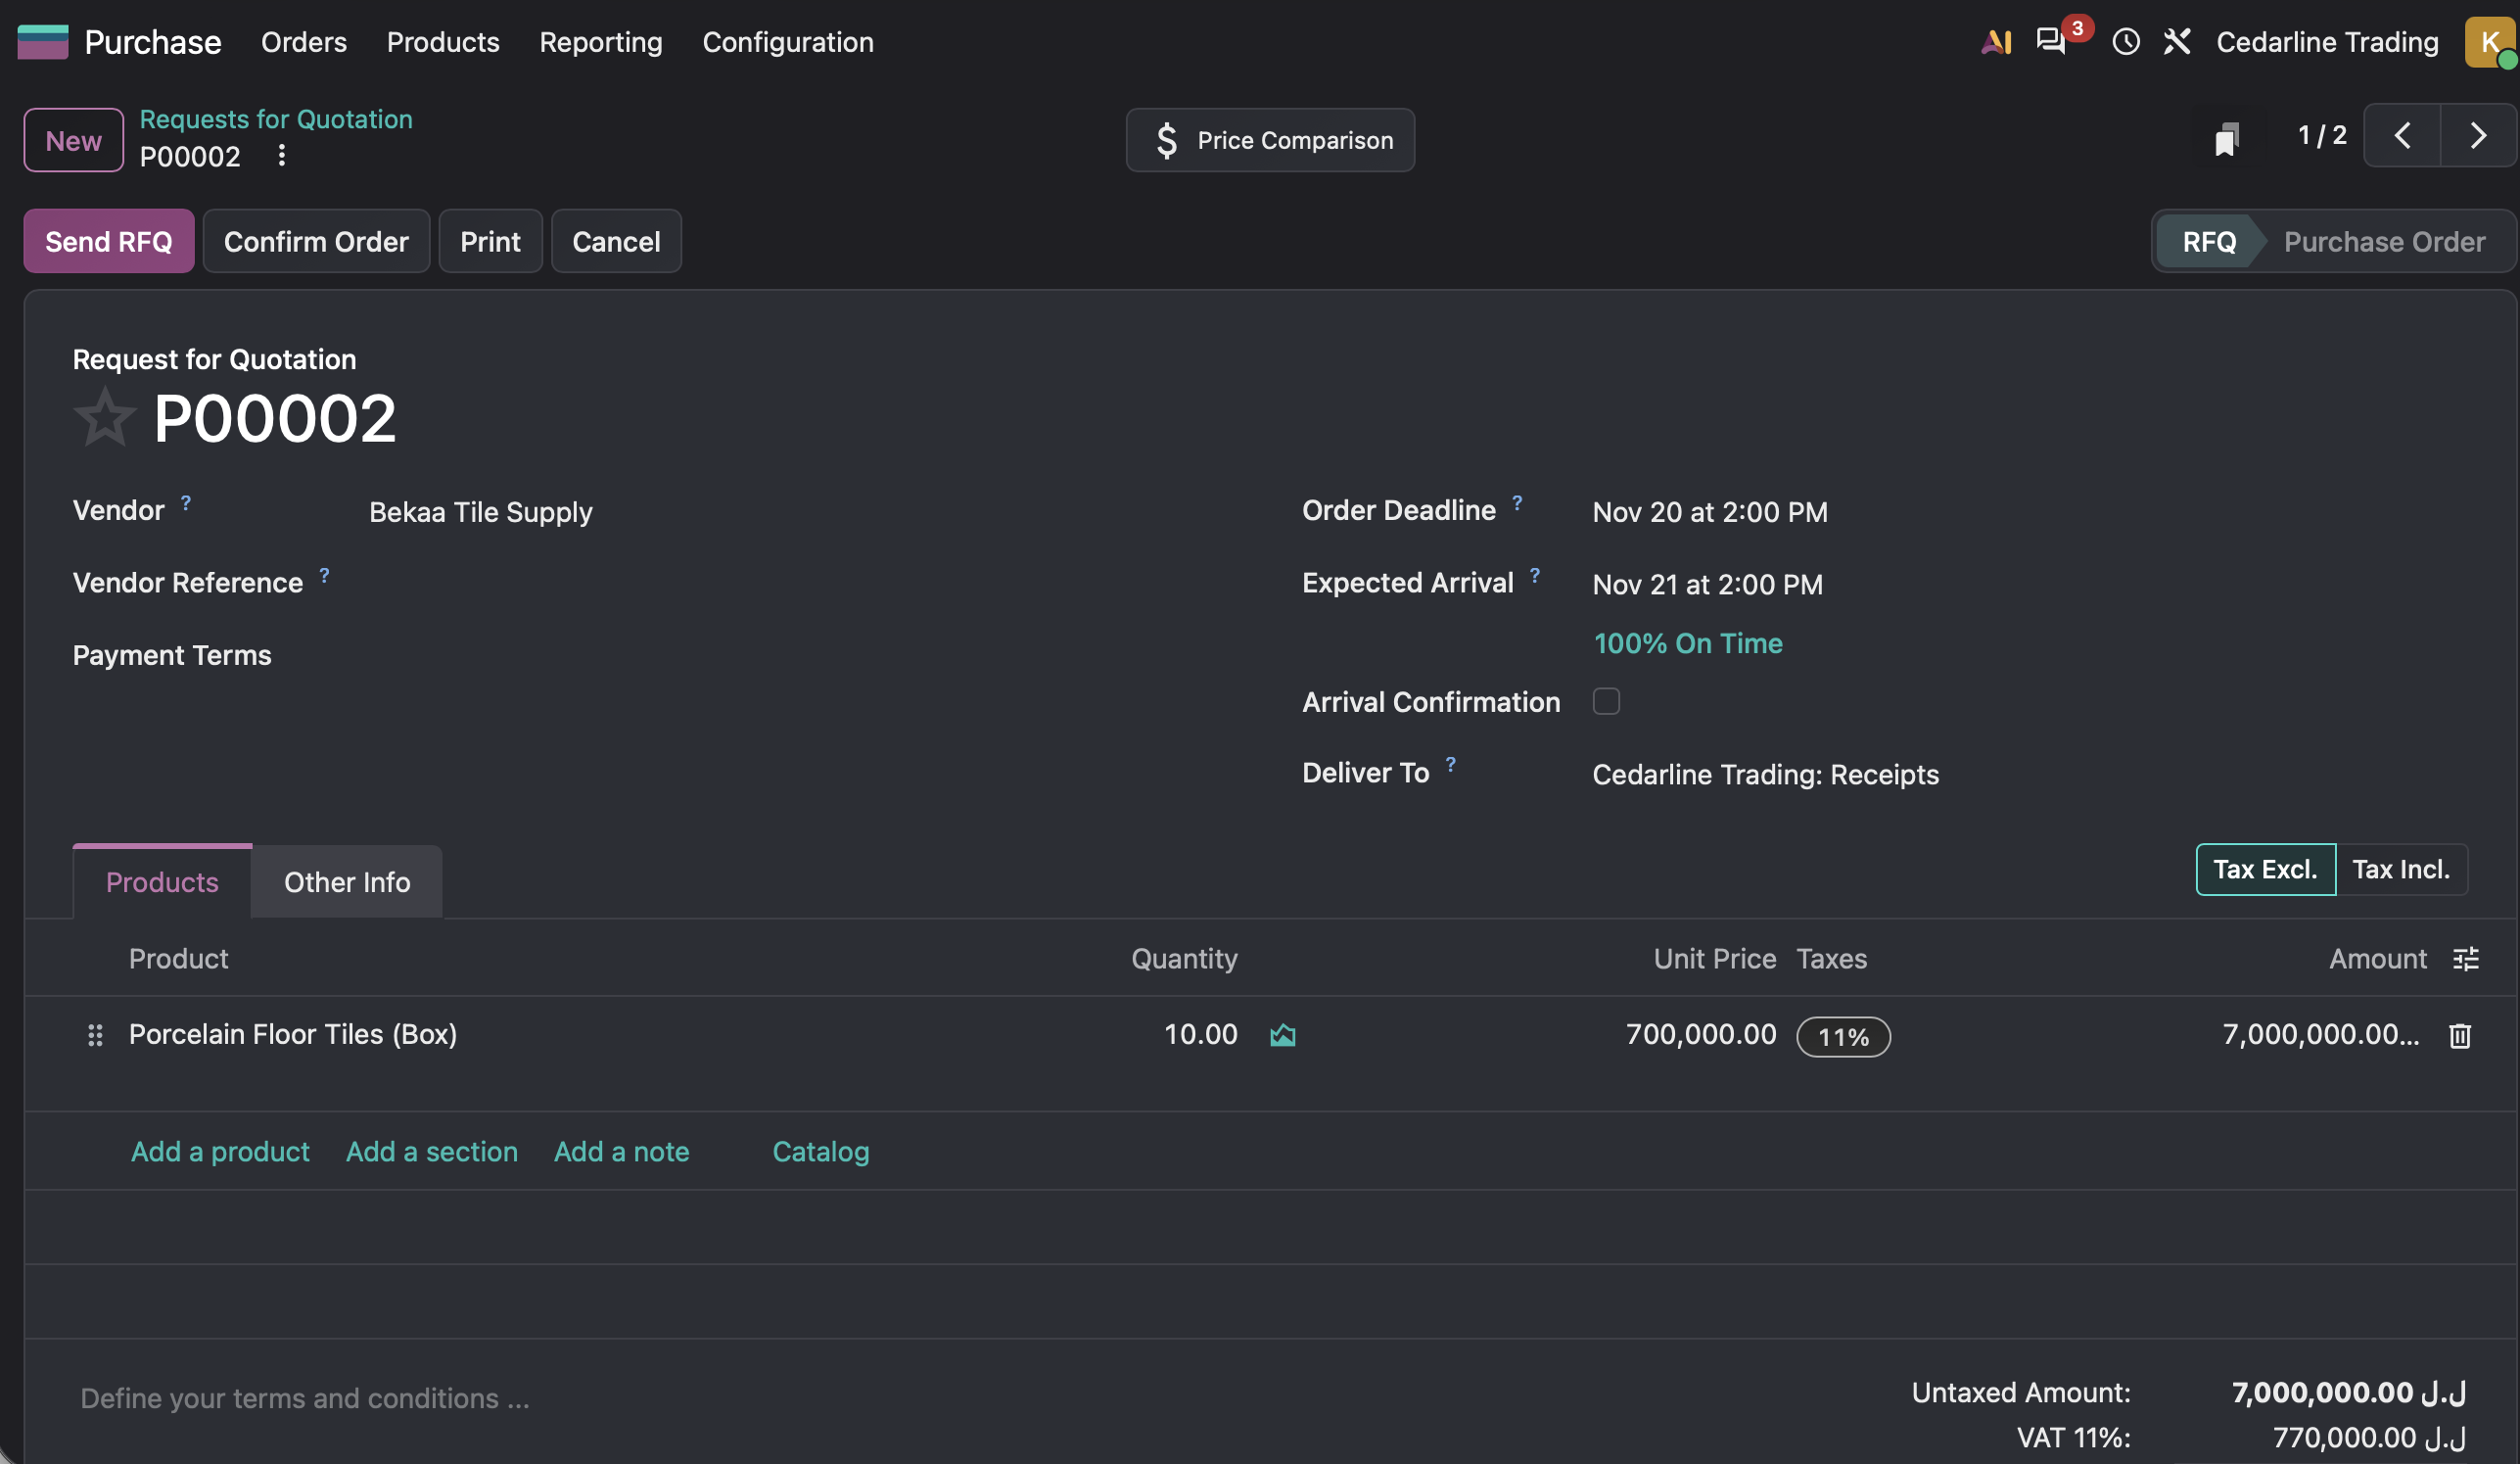 Purchase Orders Products Reporting Configuration AI 3 Cedarline Trading K
New Requests for Quotation
P00002
Price Comparison
1 / 2
Send RFQ Confirm Order Print Cancel RFQ Purchase Order
Request for Quotation
P00002
Vendor ? Bekaa Tile Supply
Order Deadline ? Nov 20 at 2:00 PM
Vendor Reference ?
Expected Arrival ? Nov 21 at 2:00 PM
100% On Time
Payment Terms
Arrival Confirmation
Deliver To ? Cedarline Trading: Receipts
Products Other Info Tax Excl. Tax Incl.
Product Quantity Unit Price Taxes Amount
Porcelain Floor Tiles (Box) 10.00 700,000.00 11% 7,000,000.00...
Add a product Add a section Add a note Catalog
Define your terms and conditions ...
Untaxed Amount: 7,000,000.00 ل.ل
VAT 11%: 770,000.00 ل.ل